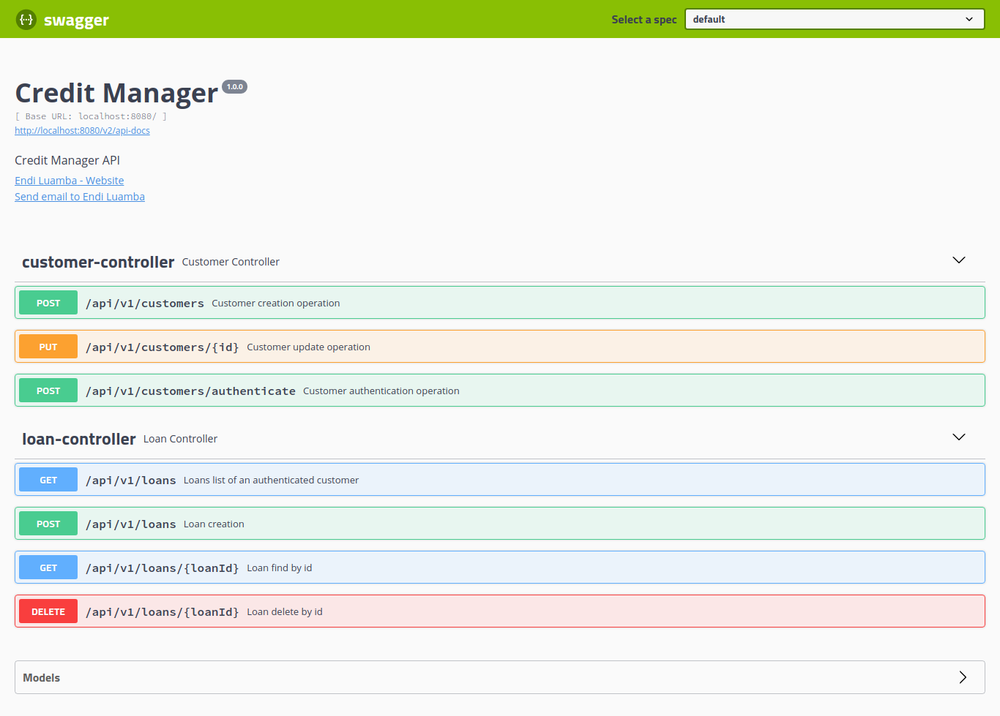 {···} swagger
Select a spec default
Credit Manager 1.0.0
[ Base URL: localhost:8080/ ]
http://localhost:8080/v2/api-docs
Credit Manager API
Endi Luamba - Website
Send email to Endi Luamba
customer-controller Customer Controller
POST /api/v1/customers Customer creation operation
PUT /api/v1/customers/{id} Customer update operation
POST /api/v1/customers/authenticate Customer authentication operation
loan-controller Loan Controller
GET /api/v1/loans Loans list of an authenticated customer
POST /api/v1/loans Loan creation
GET /api/v1/loans/{loanId} Loan find by id
DELETE /api/v1/loans/{loanId} Loan delete by id
Models